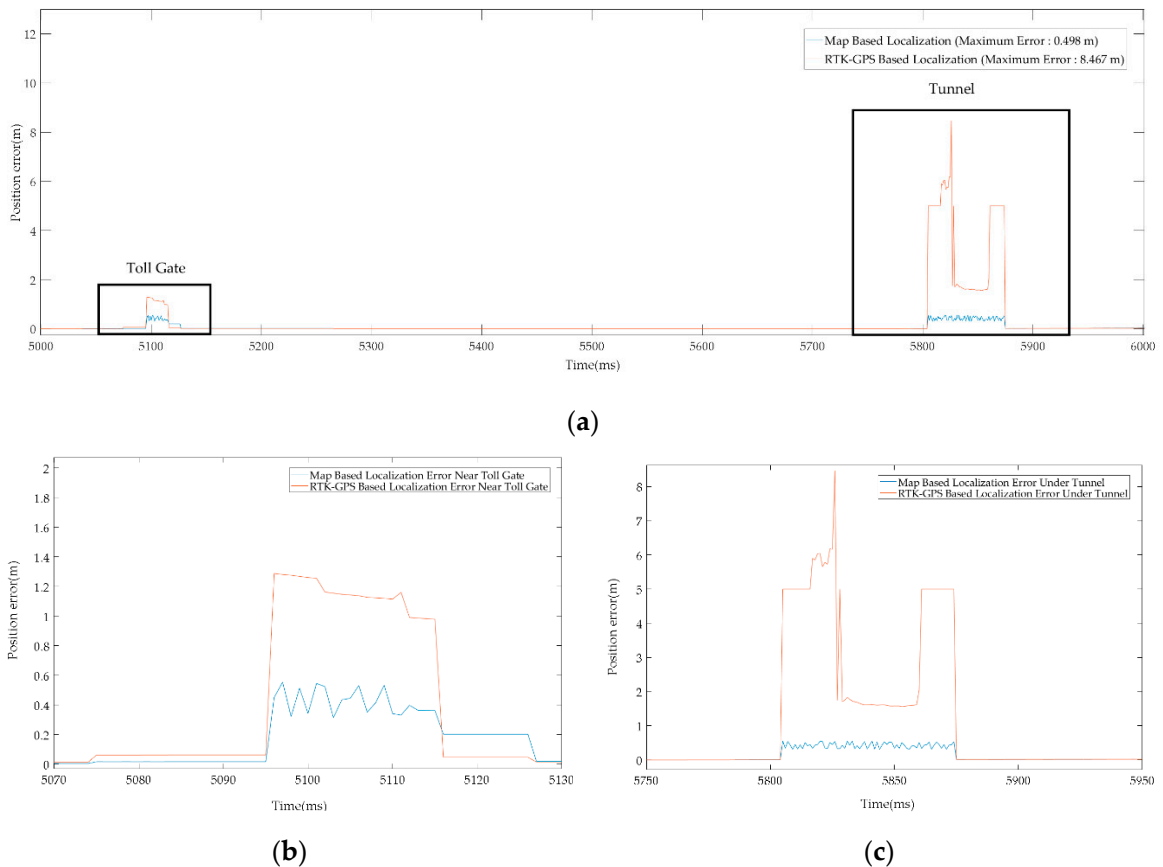 Map Based Localization (Maximum Error : 0.498 m)
RTK-GPS Based Localization (Maximum Error : 8.467 m)
Tunnel
Toll Gate
Position error(m)
12
10
8
6
4
2
0
5000 5100 5200 5300 5400 5500 5600 5700 5800 5900 6000
Time(ms)
(a)
Map Based Localization Error Near Toll Gate
RTK-GPS Based Localization Error Near Toll Gate
Position error(m)
2
1.8
1.6
1.4
1.2
1
0.8
0.6
0.4
0.2
0
5070 5080 5090 5100 5110 5120 5130
Time(ms)
(b)
Map Based Localization Error Under Tunnel
RTK-GPS Based Localization Error Under Tunnel
Position error(m)
8
7
6
5
4
3
2
1
0
5750 5800 5850 5900 5950
Time(ms)
(c)